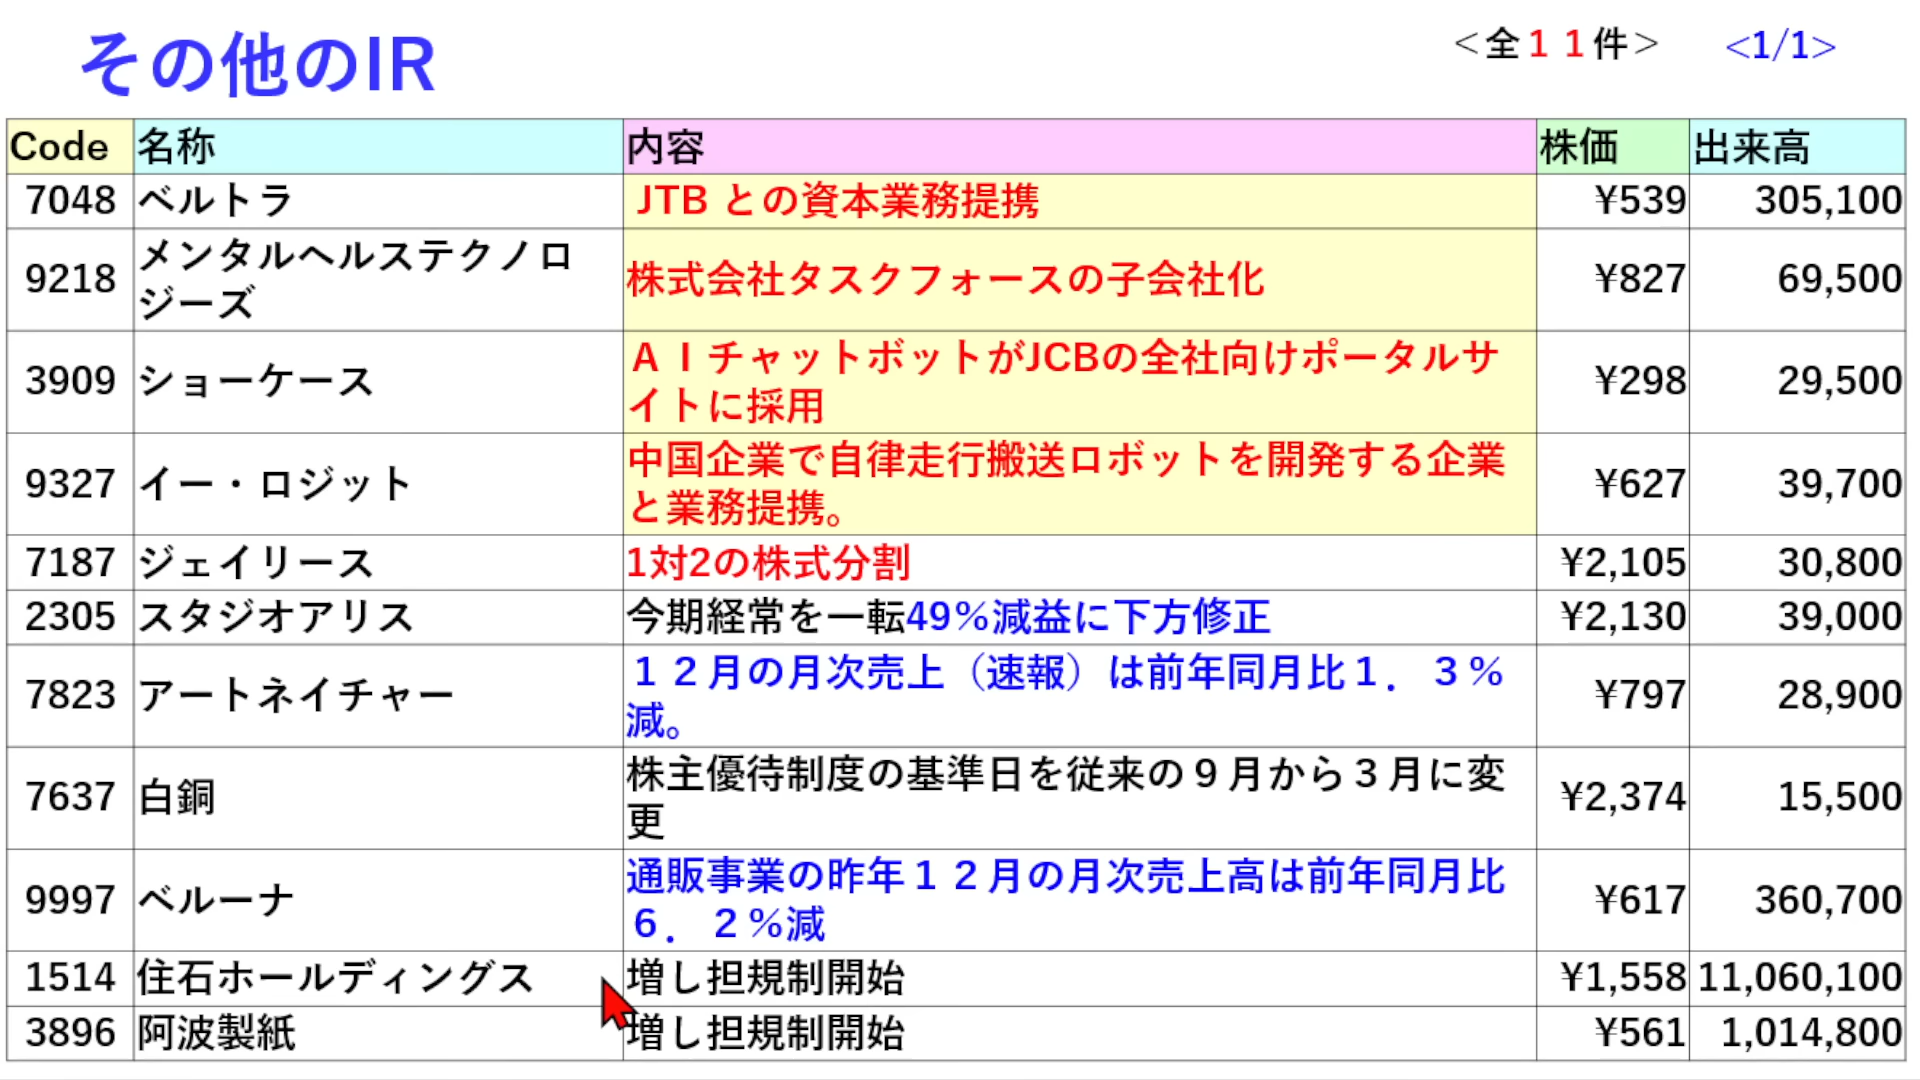 その他のIR
＜全１１件＞ <1/1>
Code 名称 内容 株価 出来高
7048 ベルトラ JTB との資本業務提携 ¥539 305,100
9218 メンタルヘルステクノロ
ジーズ 株式会社タスクフォースの子会社化 ¥827 69,500
3909 ショーケース ＡＩチャットボットがJCBの全社向けポータルサ
イトに採用 ¥298 29,500
9327 イー・ロジット 中国企業で自律走行搬送ロボットを開発する企業
と業務提携。 ¥627 39,700
7187 ジェイリース 1対2の株式分割 ¥2,105 30,800
2305 スタジオアリス 今期経常を一転49%減益に下方修正 ¥2,130 39,000
7823 アートネイチャー １２月の月次売上（速報）は前年同月比１．３％
減。 ¥797 28,900
7637 白銅 株主優待制度の基準日を従来の９月から３月に変
更 ¥2,374 15,500
9997 ベルーナ 通販事業の昨年１２月の月次売上高は前年同月比
６．２％減 ¥617 360,700
1514 住石ホールディングス 増し担規制開始 ¥1,558 11,060,100
3896 阿波製紙 増し担規制開始 ¥561 1,014,800